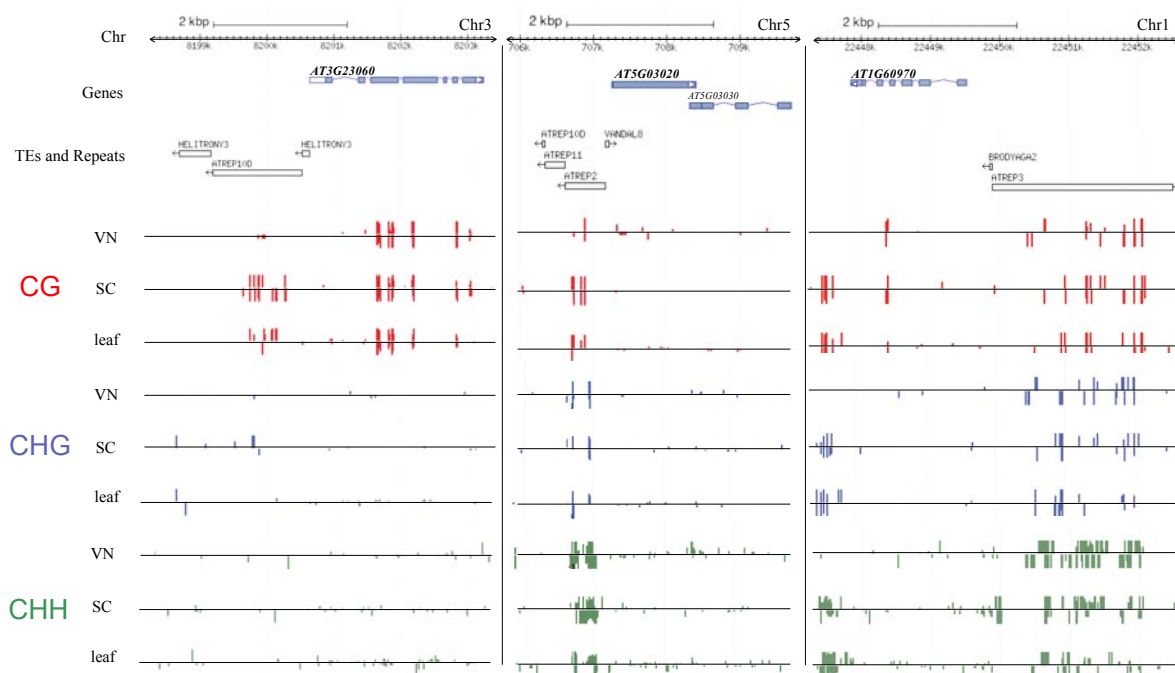 2 kbp Chr3 2 kbp Chr5 2 kbp Chr1
Chr
8199k 8200k 8201k 8202k 8203k 706k 707k 708k 709k 22448k 22449k 22450k 22451k 22452k
AT3G23060 AT5G03020 AT1G60970
Genes
AT5G03030
HELITRONY3 HELITRONY3 ATREP10D VANDAL8
TEs and Repeats
ATREP10D ATREP11 BRODYAGA2
ATREP2 ATREP3
VN
CG SC
leaf
VN
CHG SC
leaf
VN
CHH SC
leaf